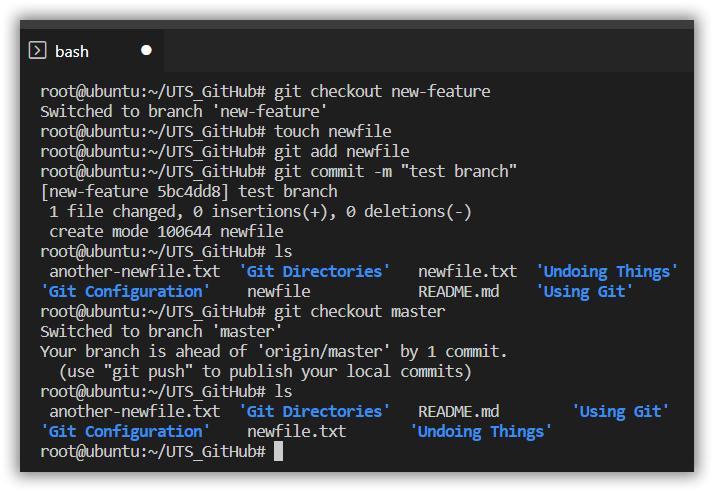 bash
root@ubuntu:~/UTS_GitHub# git checkout new-feature
Switched to branch 'new-feature'
root@ubuntu:~/UTS_GitHub# touch newfile
root@ubuntu:~/UTS_GitHub# git add newfile
root@ubuntu:~/UTS_GitHub# git commit -m "test branch"
[new-feature 5bc4dd8] test branch
 1 file changed, 0 insertions(+), 0 deletions(-)
 create mode 100644 newfile
root@ubuntu:~/UTS_GitHub# ls
 another-newfile.txt  'Git Directories'   newfile.txt  'Undoing Things'
'Git Configuration'    newfile            README.md    'Using Git'
root@ubuntu:~/UTS_GitHub# git checkout master
Switched to branch 'master'
Your branch is ahead of 'origin/master' by 1 commit.
  (use "git push" to publish your local commits)
root@ubuntu:~/UTS_GitHub# ls
 another-newfile.txt  'Git Directories'   README.md        'Using Git'
'Git Configuration'    newfile.txt       'Undoing Things'
root@ubuntu:~/UTS_GitHub#